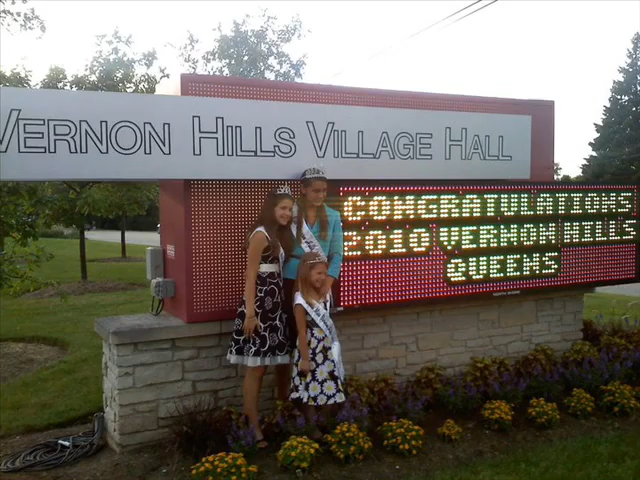 VERNON HILLS VILLAGE HALL
CONGRATULATIONS
2010 VERNON HILLS
QUEENS